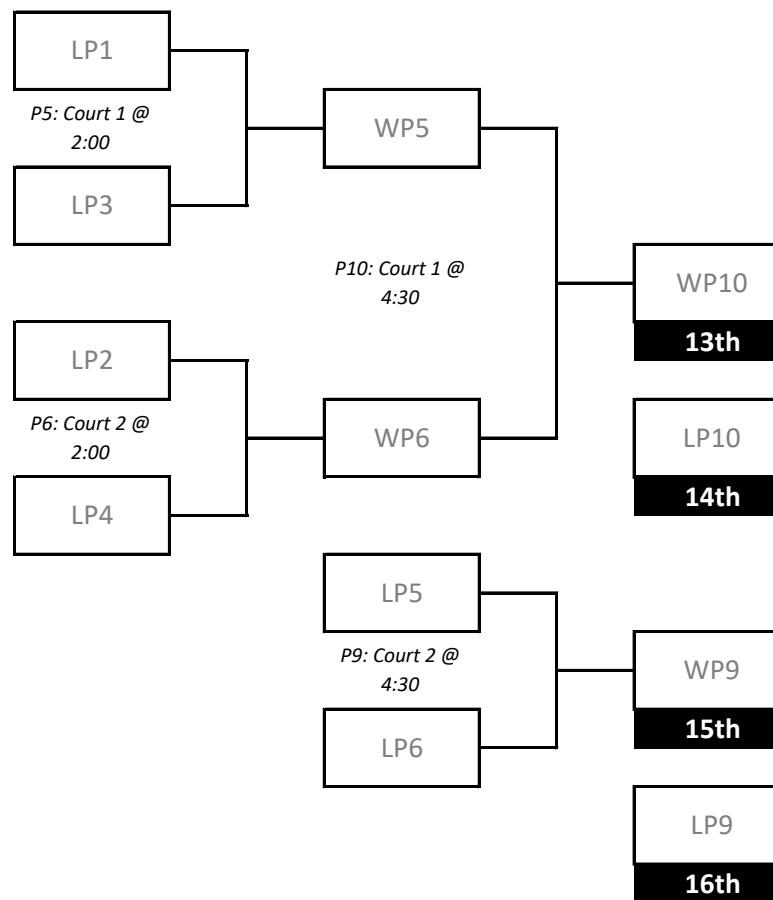 LP1
P5: Court 1 @
2:00
WP5
LP3
P10: Court 1 @
4:30
WP10
13th
LP2
P6: Court 2 @
2:00
WP6
LP10
14th
LP4
LP5
P9: Court 2 @
4:30
WP9
15th
LP6
LP9
16th